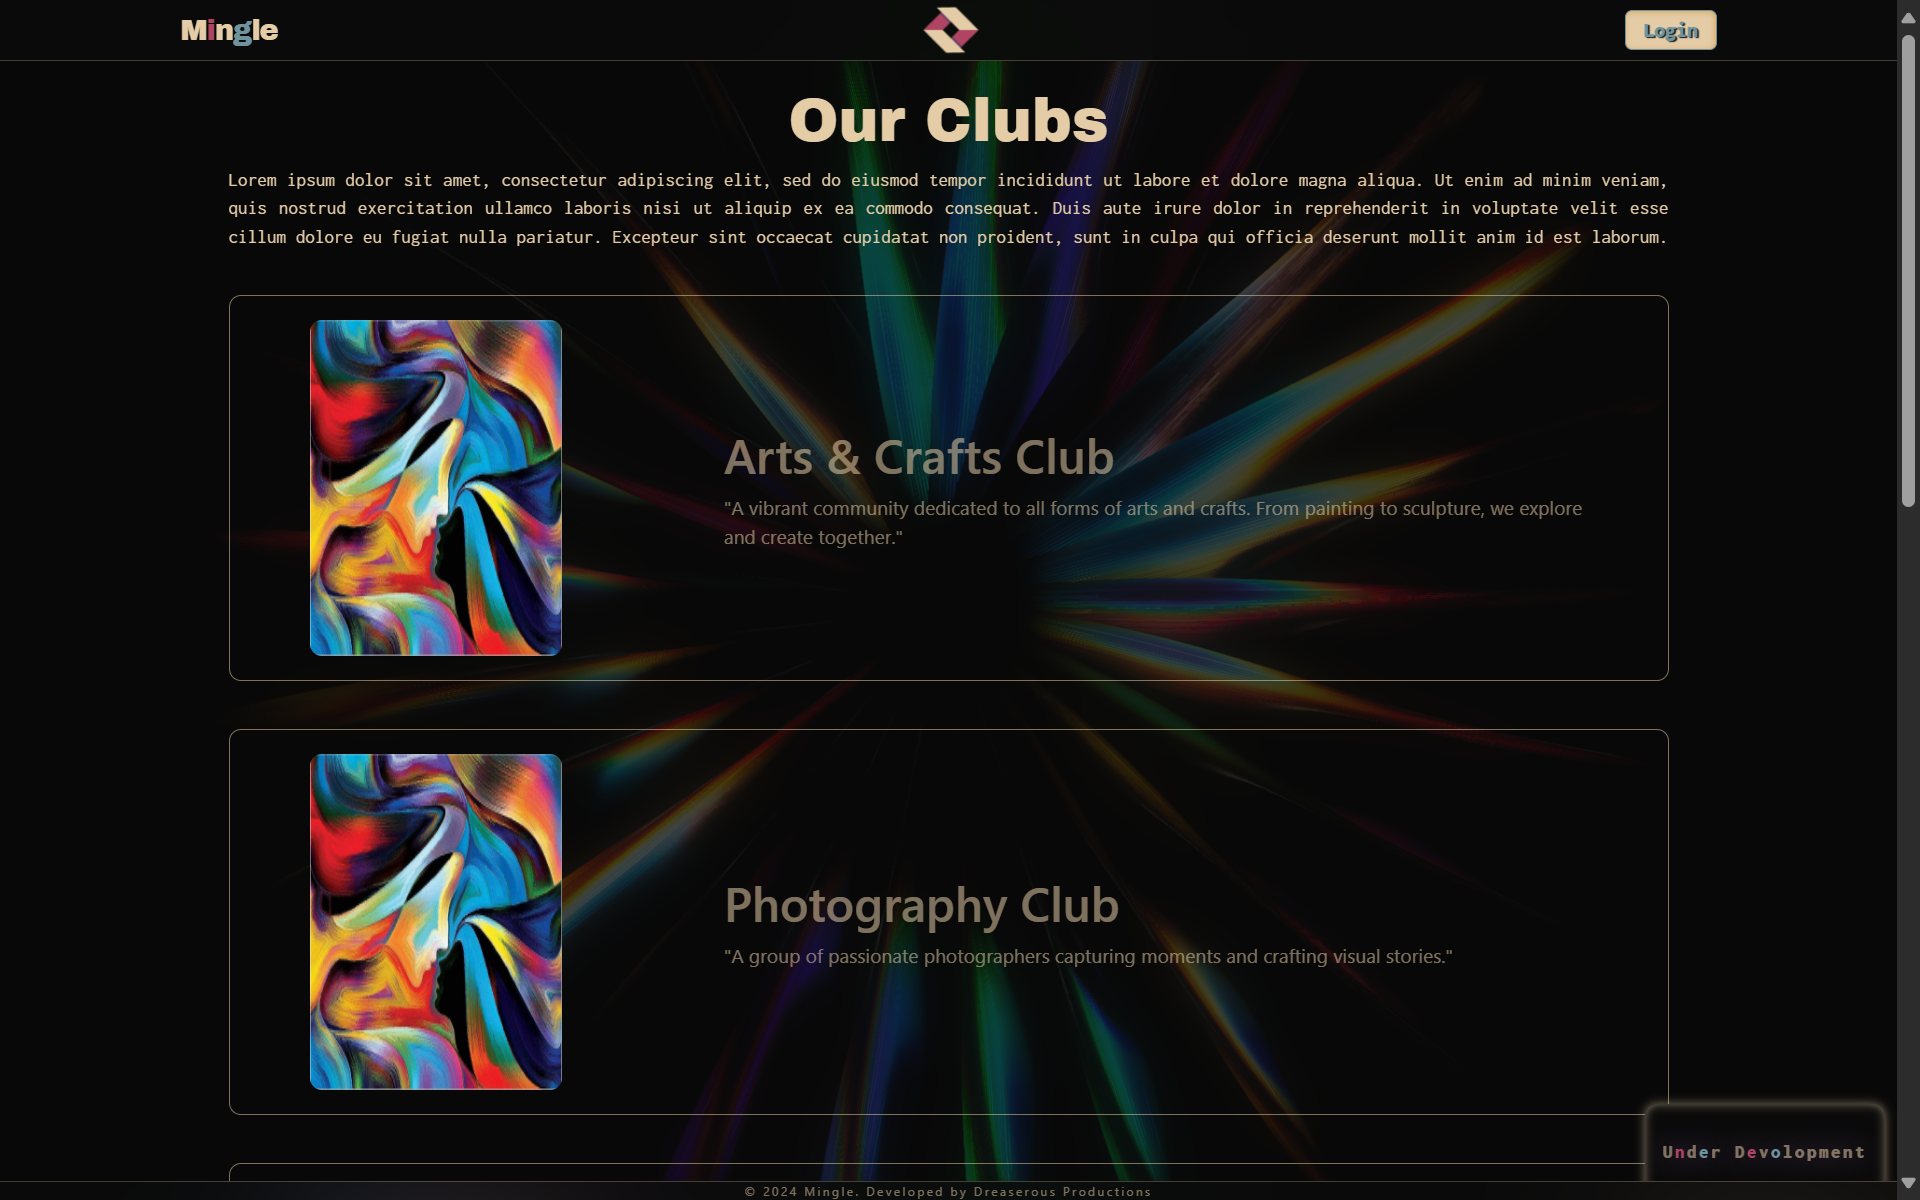 Mingle
Login
Our Clubs
Lorem ipsum dolor sit amet, consectetur adipiscing elit, sed do eiusmod tempor incididunt ut labore et dolore magna aliqua. Ut enim ad minim veniam,
quis nostrud exercitation ullamco laboris nisi ut aliquip ex ea commodo consequat. Duis aute irure dolor in reprehenderit in voluptate velit esse
cillum dolore eu fugiat nulla pariatur. Excepteur sint occaecat cupidatat non proident, sunt in culpa qui officia deserunt mollit anim id est laborum.
Arts & Crafts Club
"A vibrant community dedicated to all forms of arts and crafts. From painting to sculpture, we explore
and create together."
Photography Club
"A group of passionate photographers capturing moments and crafting visual stories."
Under Devolopment
© 2024 Mingle. Developed by Dreaserous Productions